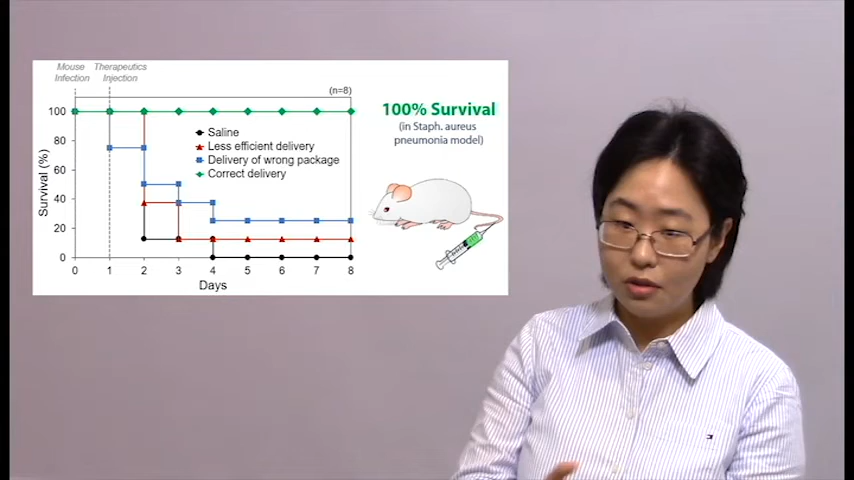 Mouse Therapeutics
Infection Injection
(n=8)
100
80
60
40
20
0
Survival (%)
Saline
Less efficient delivery
Delivery of wrong package
Correct delivery
0 1 2 3 4 5 6 7 8
Days
100% Survival
(in Staph. aureus
pneumonia model)